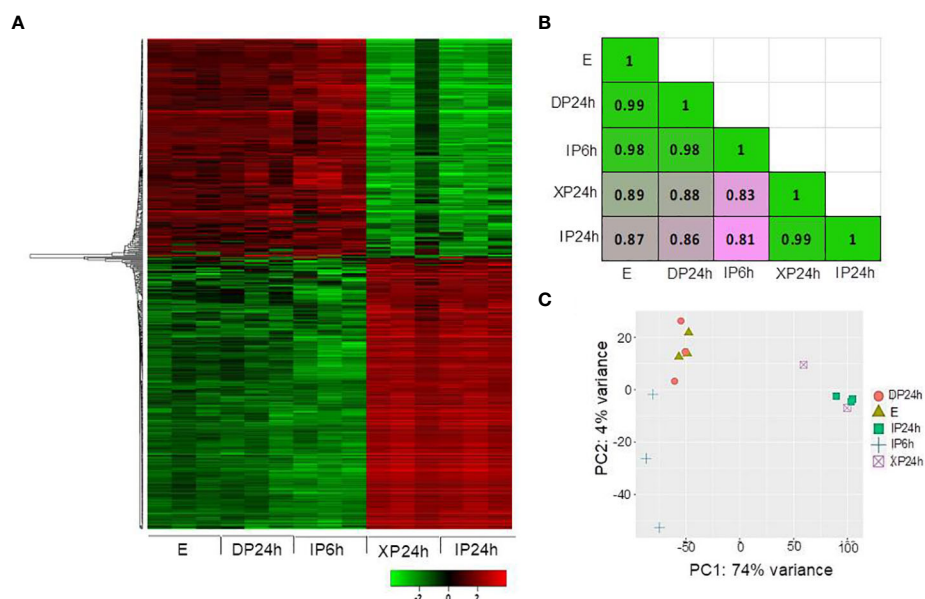 A
E DP24h IP6h XP24h IP24h
-2 0 2
B
E 1
DP24h 0.99 1
IP6h 0.98 0.98 1
XP24h 0.89 0.88 0.83 1
IP24h 0.87 0.86 0.81 0.99 1
E DP24h IP6h XP24h IP24h
C
20
0
-20
-40
-50 0 50 100
PC2: 4% variance
PC1: 74% variance
DP24h
E
IP24h
IP6h
XP24h